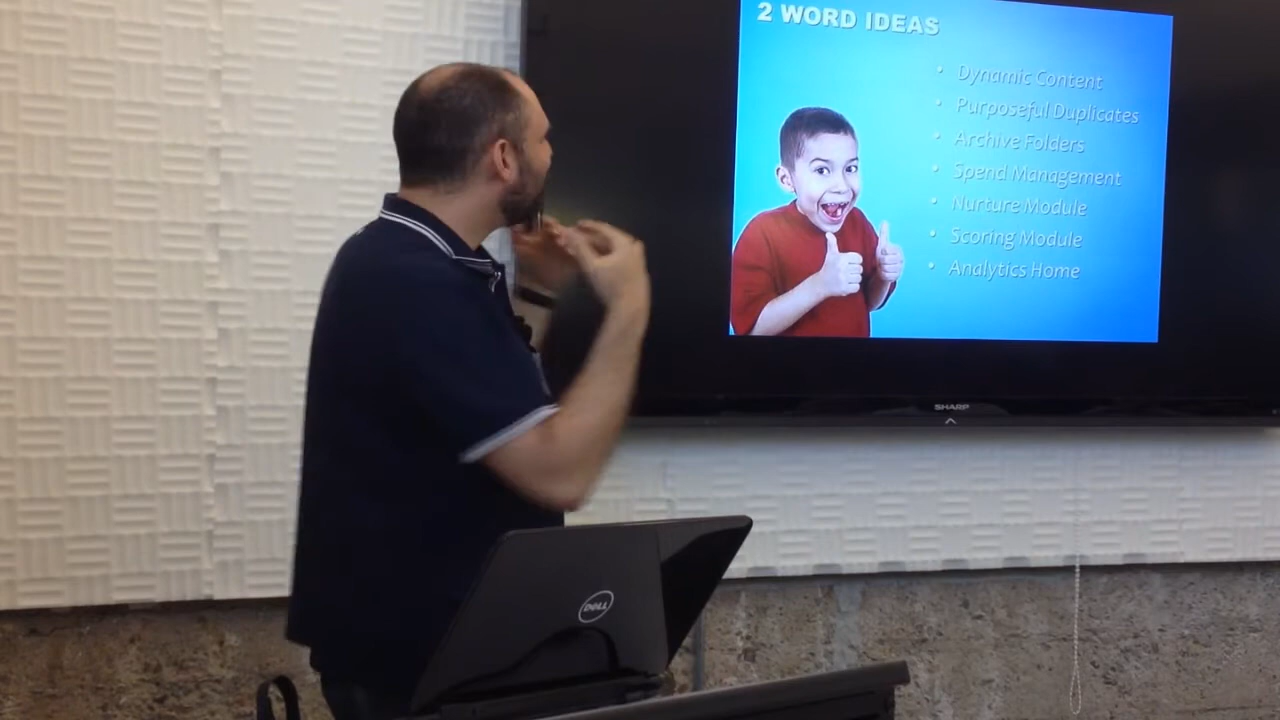 2 WORD IDEAS
• Dynamic Content
• Purposeful Duplicates
• Archive Folders
• Spend Management
• Nurture Module
• Scoring Module
• Analytics Home
SHARP
DELL